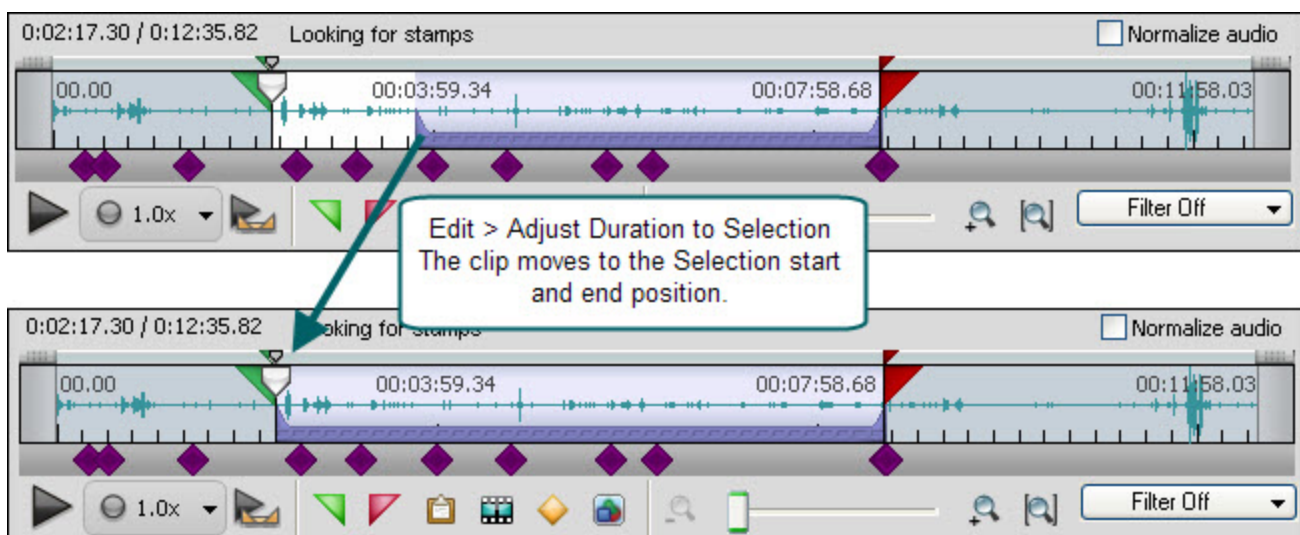 0:02:17.30 / 0:12:35.82 Looking for stamps Normalize audio
00.00 00:03:59.34 00:07:58.68 00:11:58.03
1.0x Filter Off
Edit > Adjust Duration to Selection
The clip moves to the Selection start
and end position.
0:02:17.30 / 0:12:35.82 oking for stamps Normalize audio
00.00 00:03:59.34 00:07:58.68 00:11:58.03
1.0x Filter Off